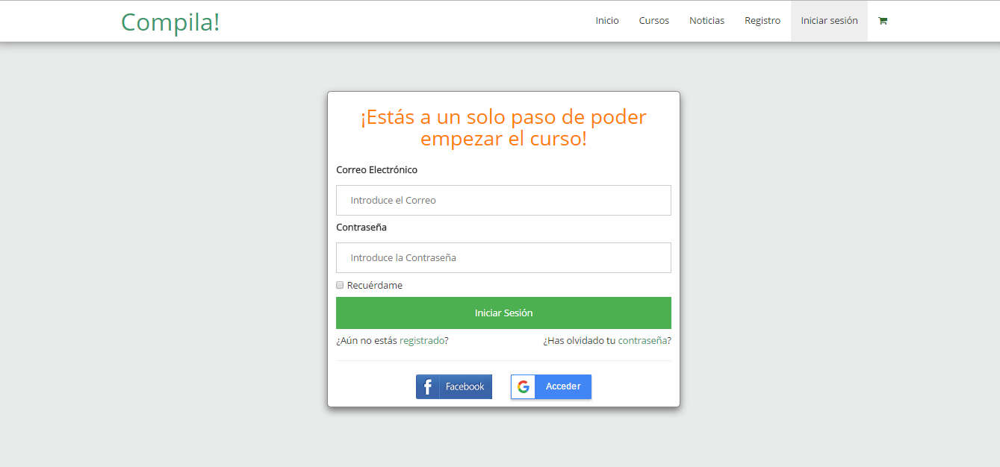 Compila!
Inicio Cursos Noticias Registro Iniciar sesión
¡Estás a un solo paso de poder
empezar el curso!
Correo Electrónico
Introduce el Correo
Contraseña
Introduce la Contraseña
Recuérdame
Iniciar Sesión
¿Aún no estás registrado? ¿Has olvidado tu contraseña?
f Facebook G Acceder